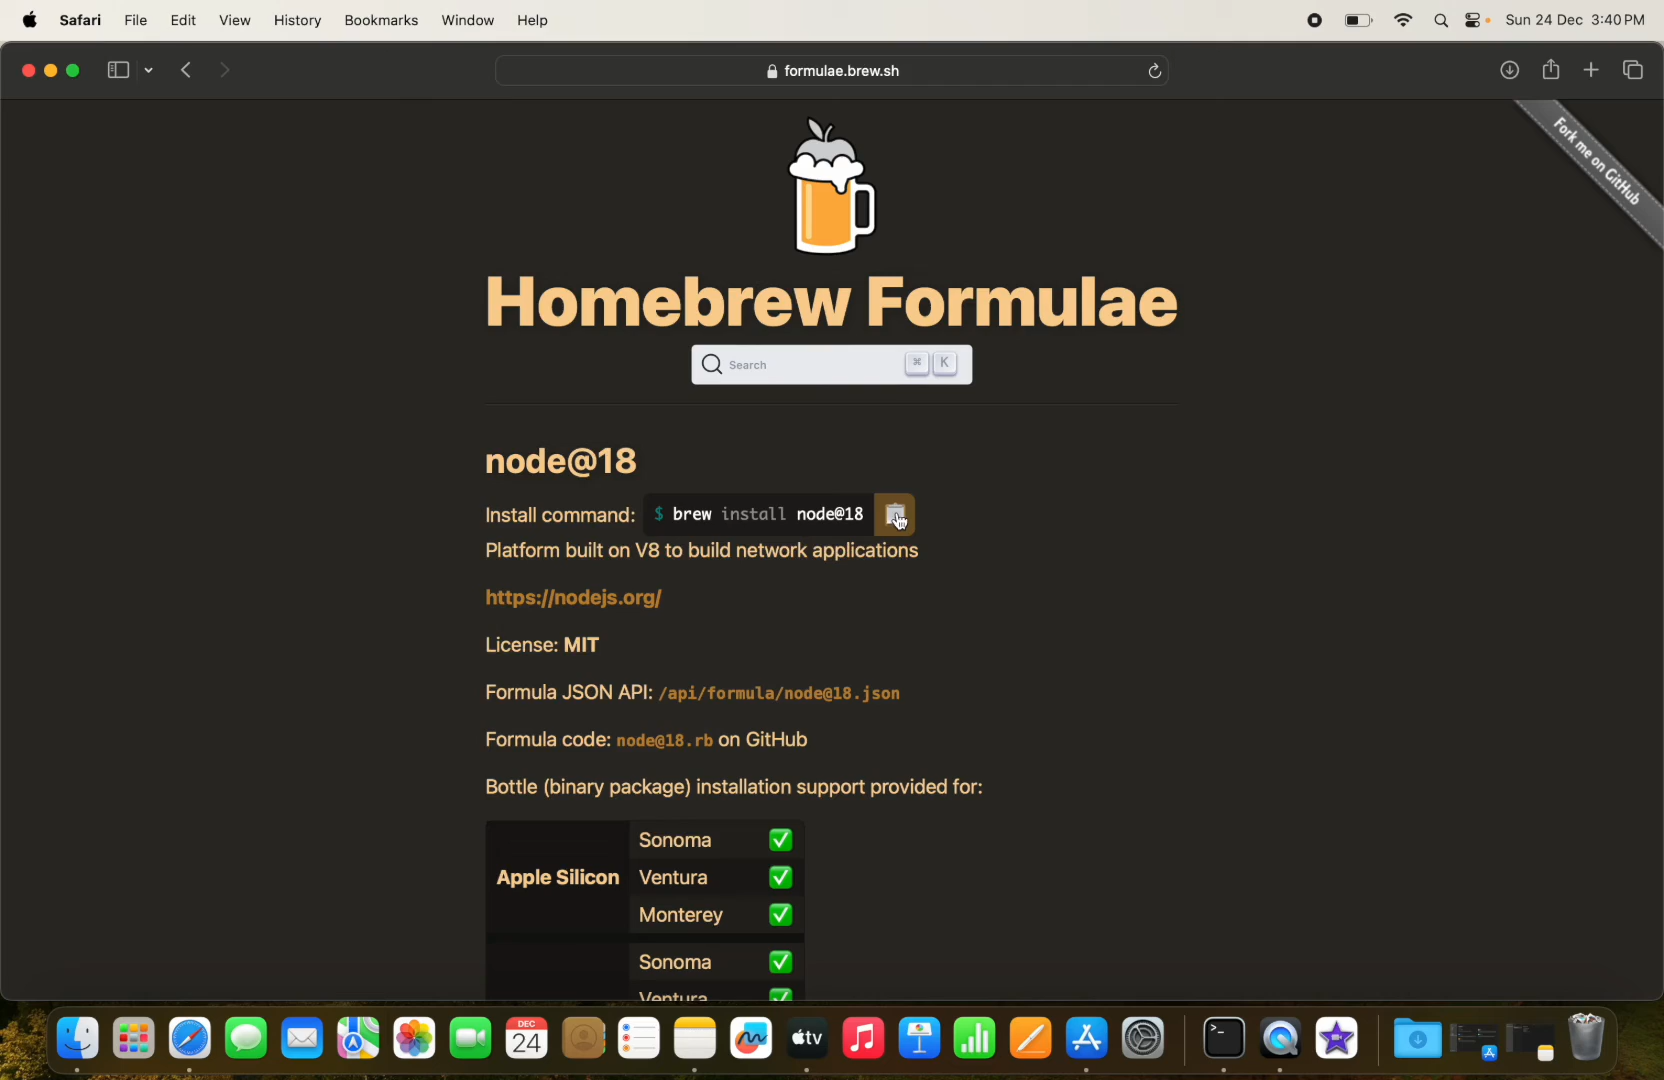 Safari File Edit View History Bookmarks Window Help Sun 24 Dec 3:40 PM
formulae.brew.sh
Fork me on GitHub
Homebrew Formulae
Search ⌘ K
node@18
Install command: $ brew install node@18
Platform built on V8 to build network applications
https://nodejs.org/
License: MIT
Formula JSON API: /api/formula/node@18.json
Formula code: node@18.rb on GitHub
Bottle (binary package) installation support provided for:
Sonoma ✅
Apple Silicon Ventura ✅
Monterey ✅
Sonoma ✅
Ventura ✅
DEC
24
tv